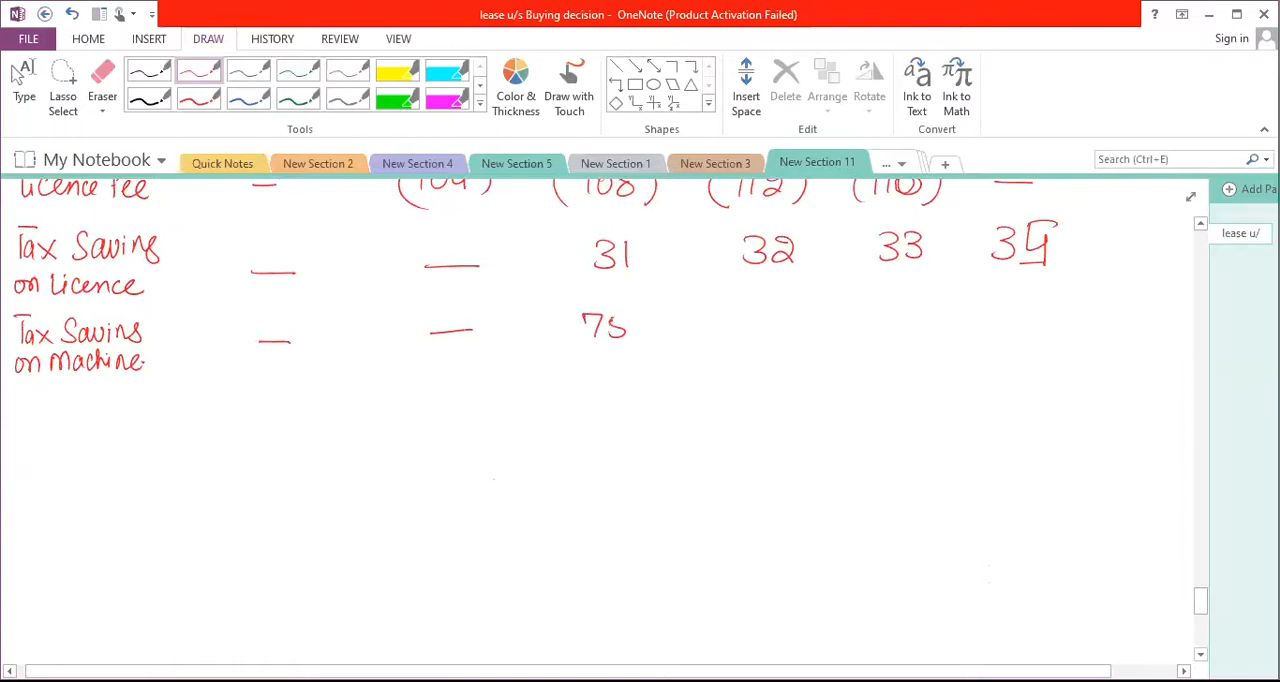 lease u/s Buying decision - OneNote (Product Activation Failed)
FILE HOME INSERT DRAW HISTORY REVIEW VIEW
Sign in
Type Lasso Select Eraser
Color & Thickness Draw with Touch
Insert Space Delete Arrange Rotate
Ink to Text Ink to Math
Tools Shapes Edit Convert
My Notebook Quick Notes New Section 2 New Section 4 New Section 5 New Section 1 New Section 3 New Section 11 ...
Search (Ctrl+E)
Add Pa
lease u/
Licence Fee — (104) (108) (112) (116) —
Tax Saving — — 31 32 33 34
on Licence
Tax Savins — — 75
on Machine